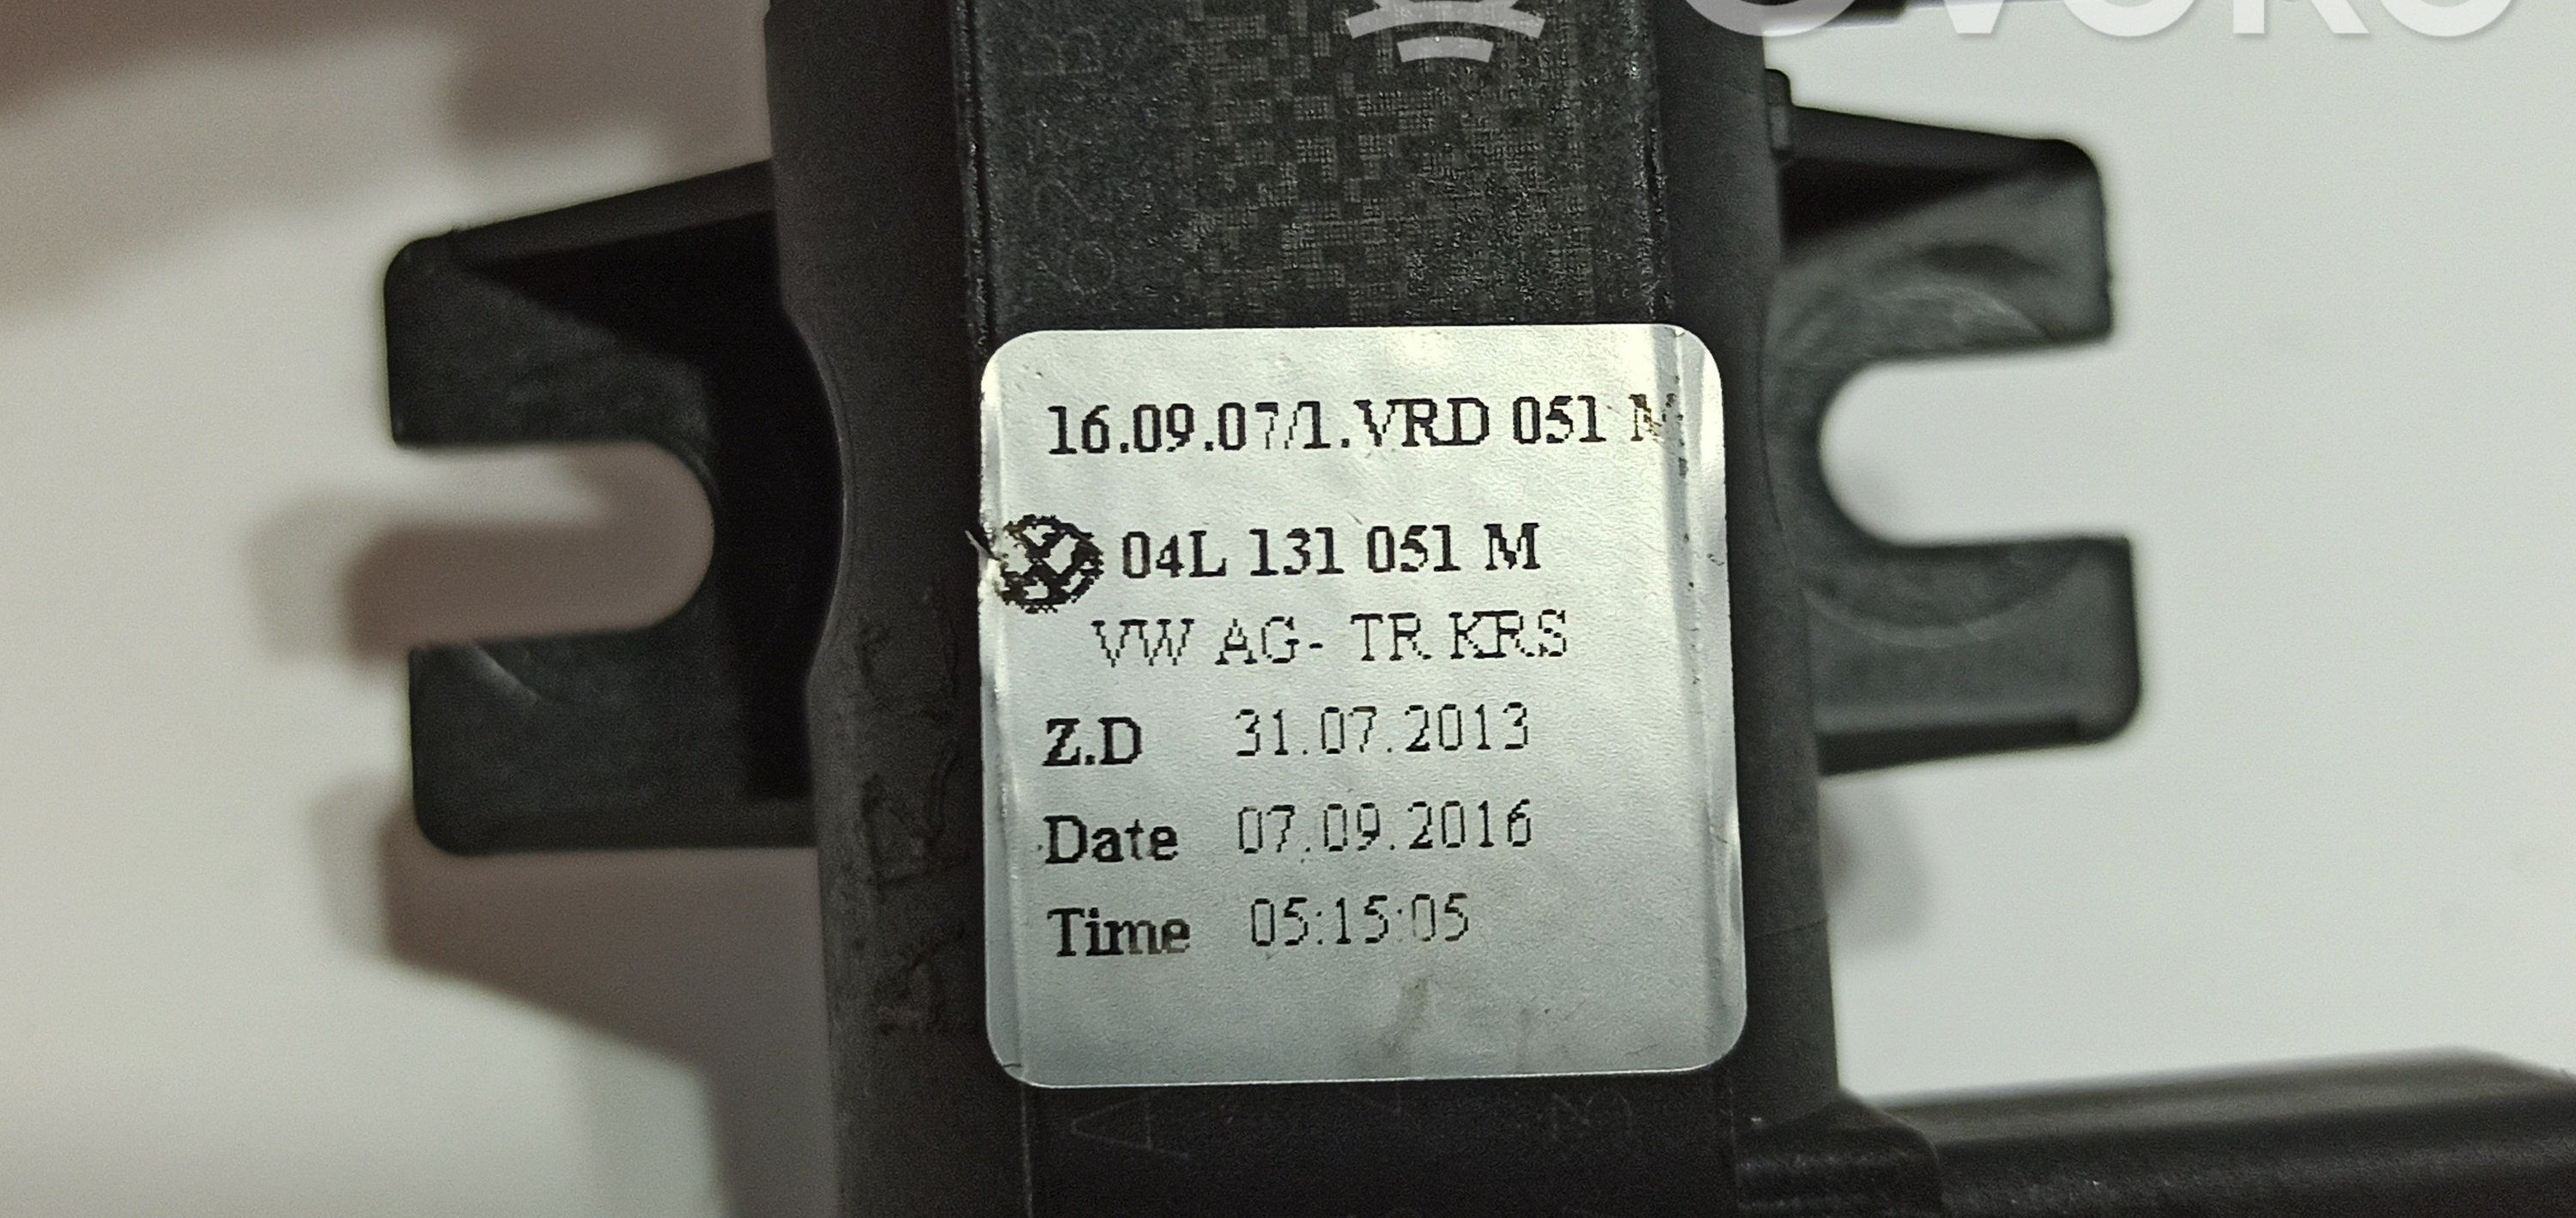 OVOKO
16.09.07/1.VRD 051 M
04L 131 051 M
VW AG- TR KRS
Z.D 31.07.2013
Date 07.09.2016
Time 05:15:05